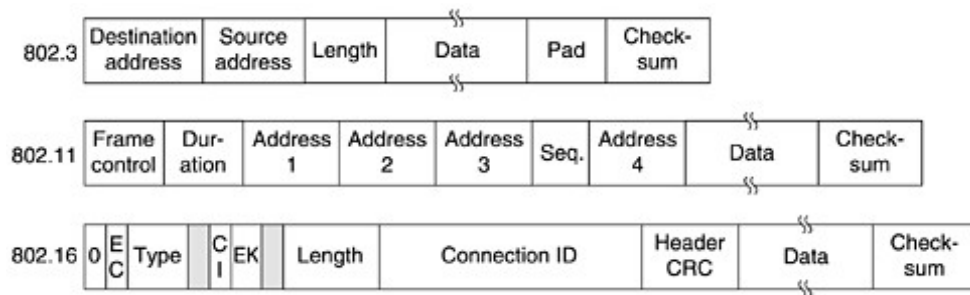 802.3 Destination address Source address Length Data Pad Check-sum
802.11 Frame control Dur-ation Address 1 Address 2 Address 3 Seq. Address 4 Data Check-sum
802.16 0 EC Type CI EK Length Connection ID Header CRC Data Check-sum